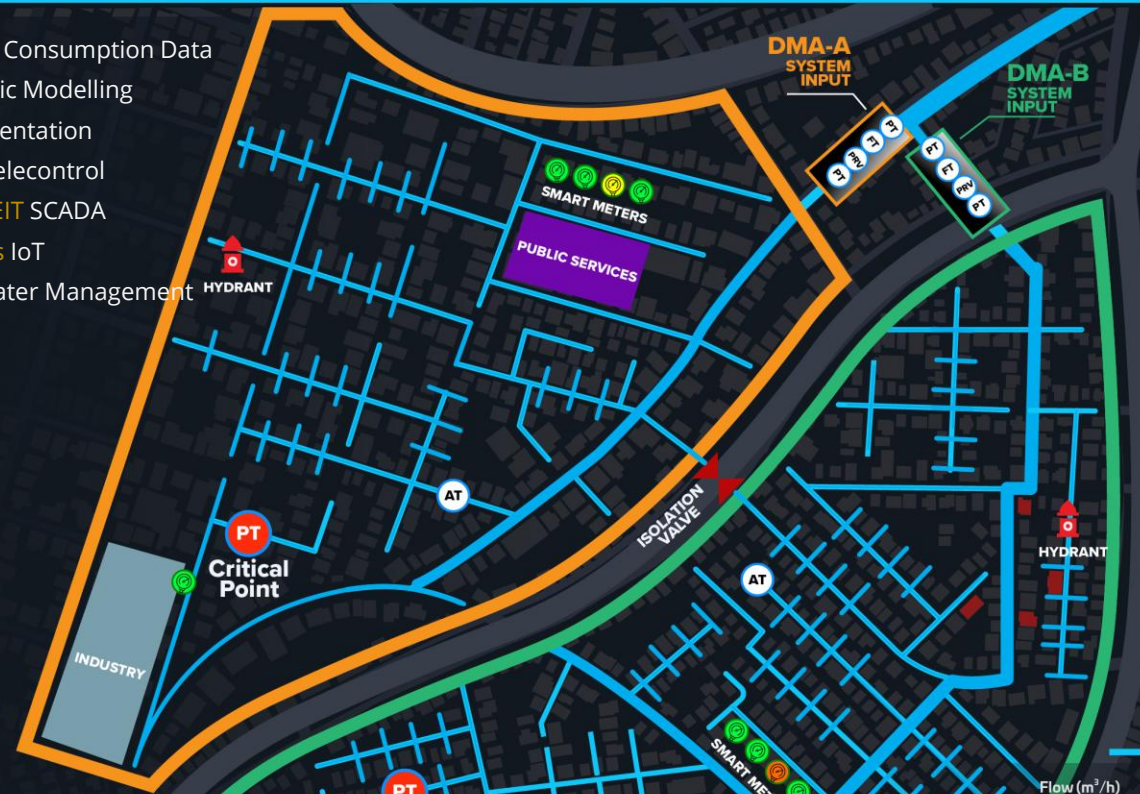 Consumption Data
ic Modelling
entation
elecontrol
EIT SCADA
s IoT
ater Management
DMA-A
SYSTEM
INPUT
DMA-B
SYSTEM
INPUT
PT
FT
PRV
PT
PT
FT
PRV
PT
SMART METERS
PUBLIC SERVICES
HYDRANT
AT
PT
Critical
Point
INDUSTRY
ISOLATION
VALVE
HYDRANT
AT
SMART MET
PT
Flow (m³/h)